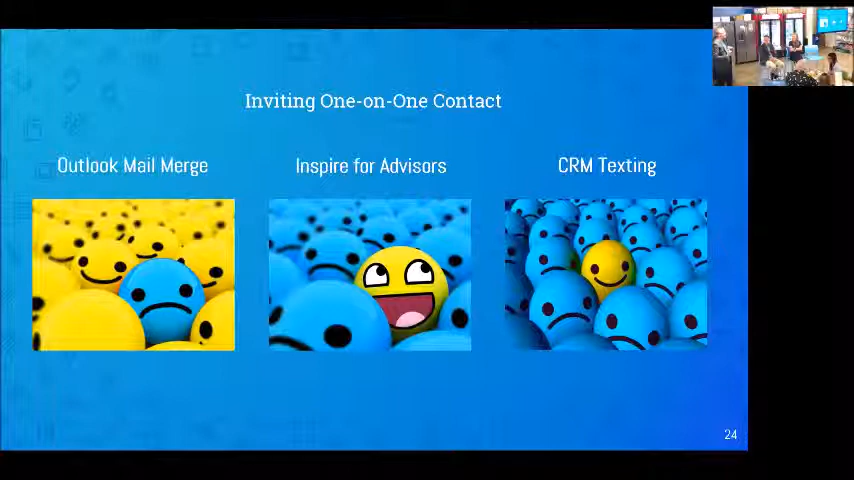 Inviting One-on-One Contact
Outlook Mail Merge
Inspire for Advisors
CRM Texting
24